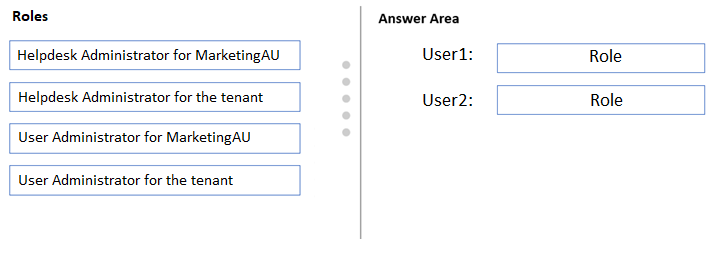 Roles
Helpdesk Administrator for MarketingAU
Helpdesk Administrator for the tenant
User Administrator for MarketingAU
User Administrator for the tenant
Answer Area
User1: Role
User2: Role